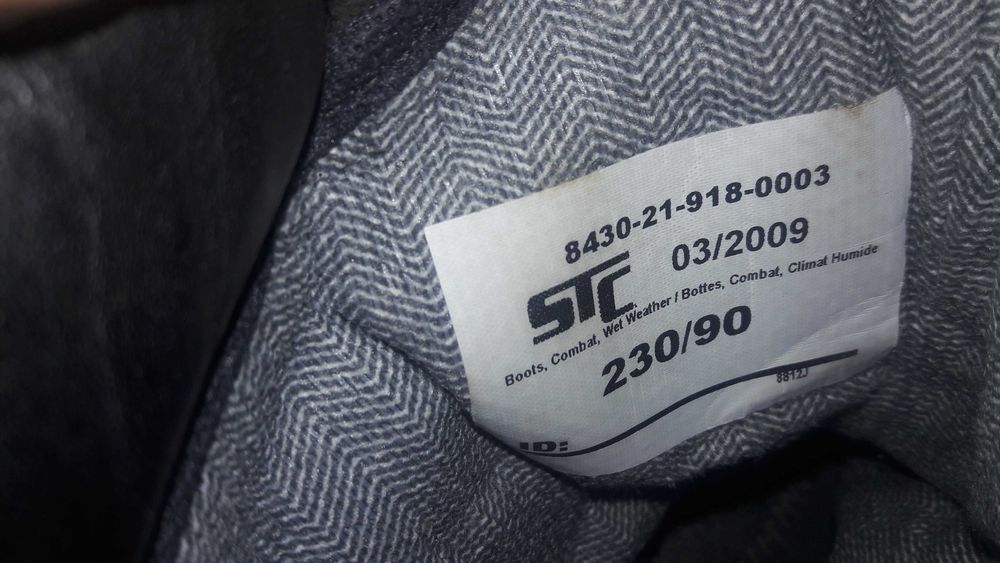 8430-21-918-0003
STC 03/2009
Boots, Combat, Wet Weather / Bottes, Combat, Climat Humide
230/90
8812J
ID: